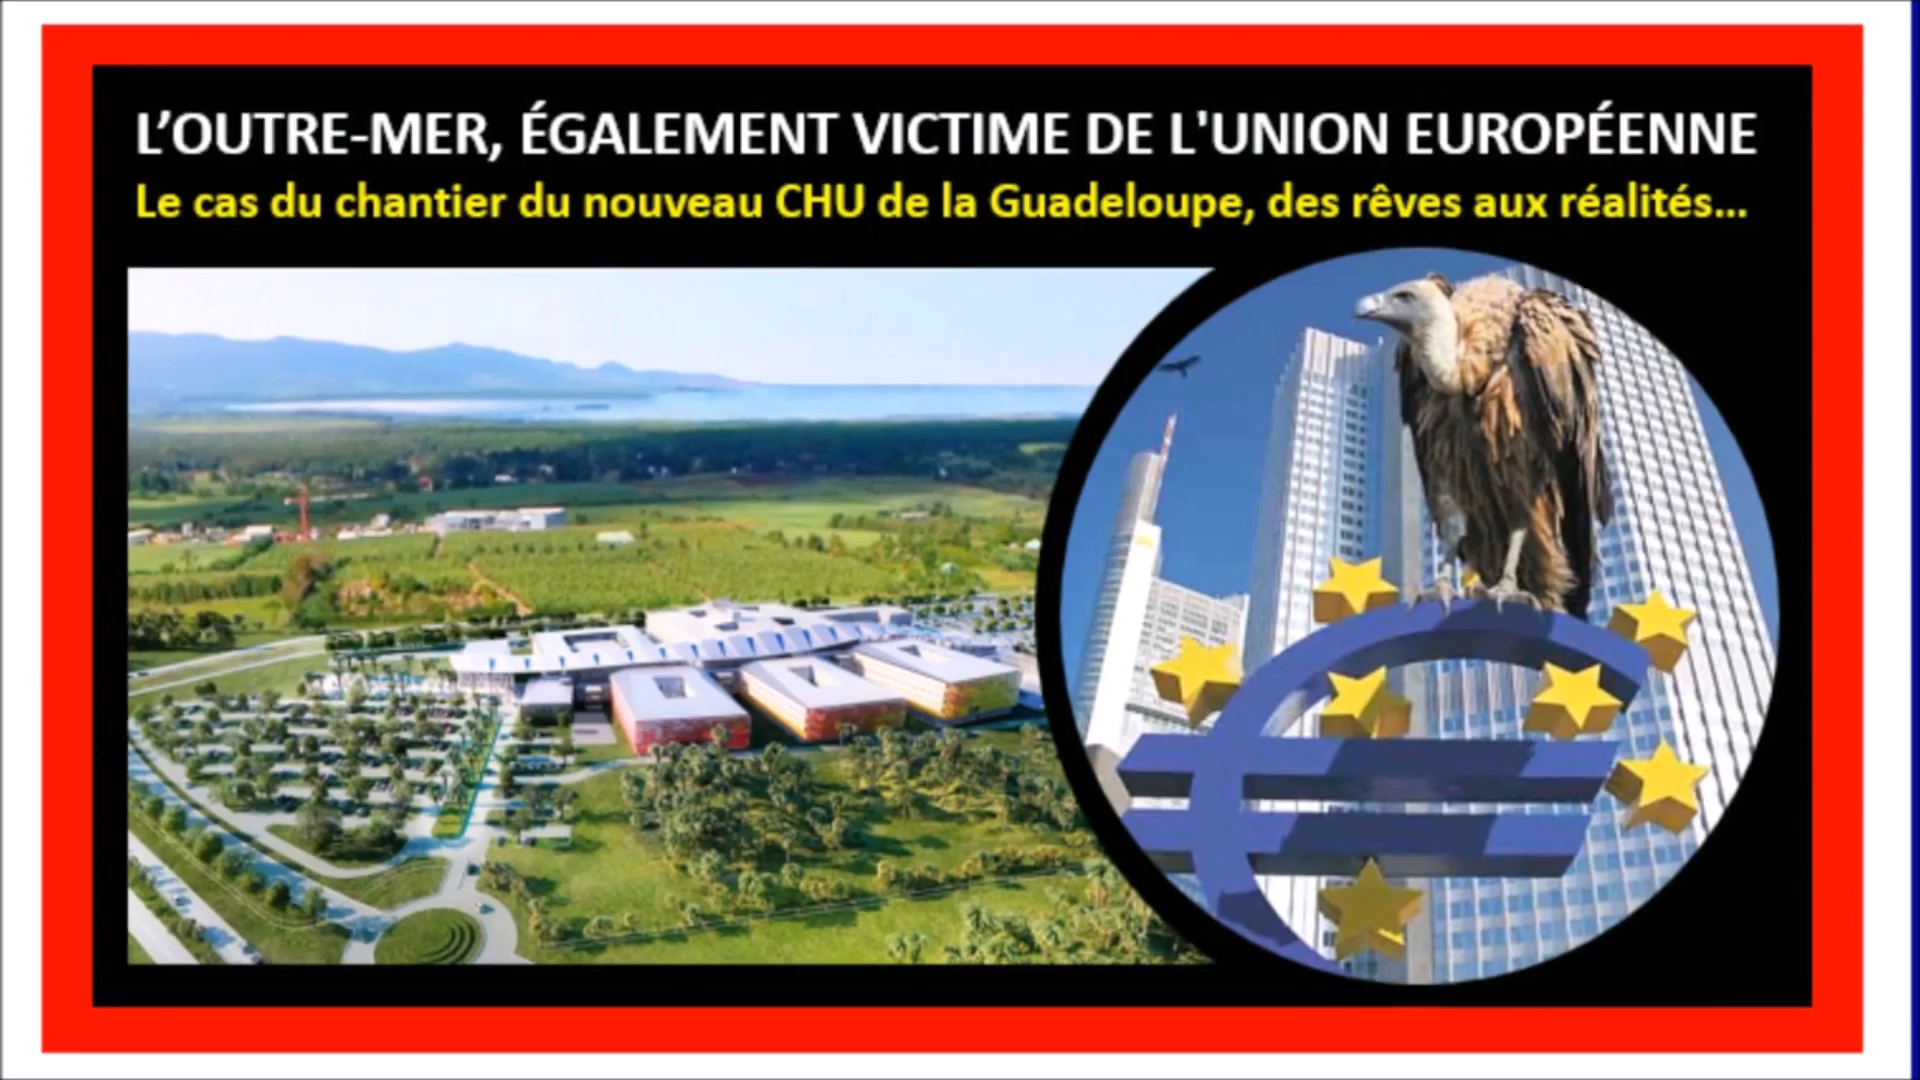 L’OUTRE-MER, ÉGALEMENT VICTIME DE L'UNION EUROPÉENNE
Le cas du chantier du nouveau CHU de la Guadeloupe, des rêves aux réalités...